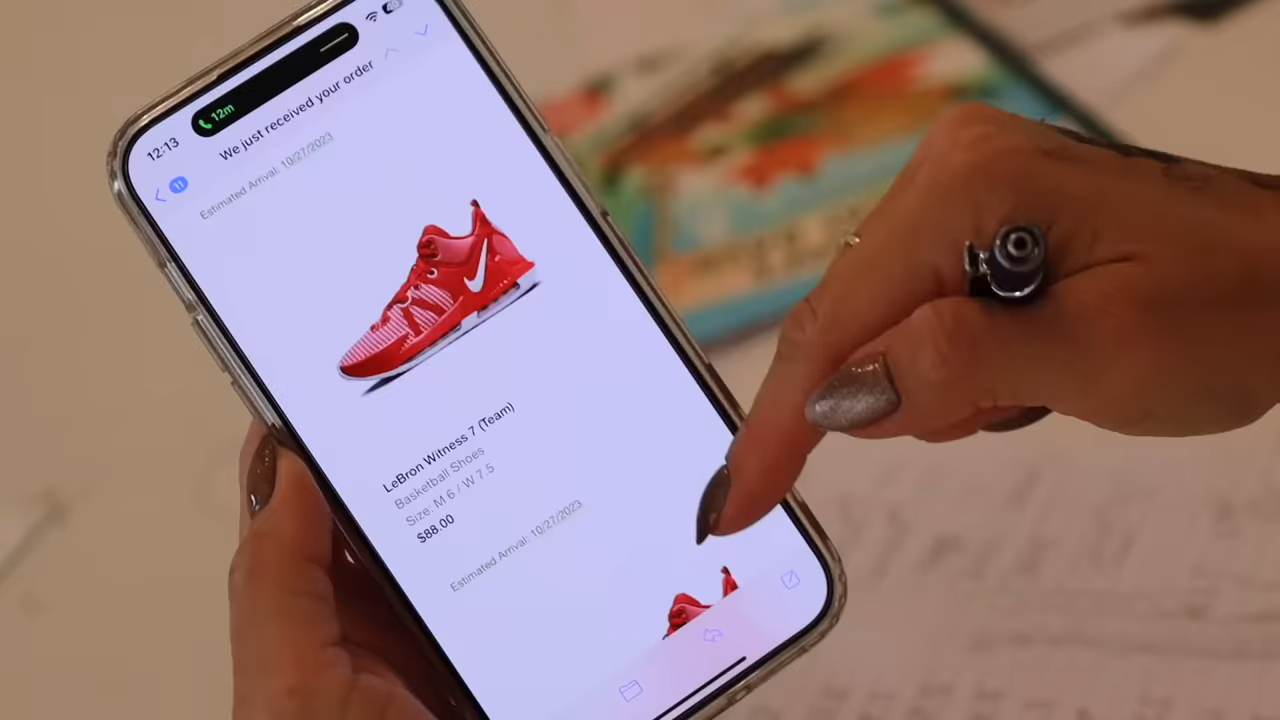 12:13
12m
We just received your order
Estimated Arrival: 10/27/2023
LeBron Witness 7 (Team)
Basketball Shoes
Size: M 6 / W 7.5
$88.00
Estimated Arrival: 10/27/2023